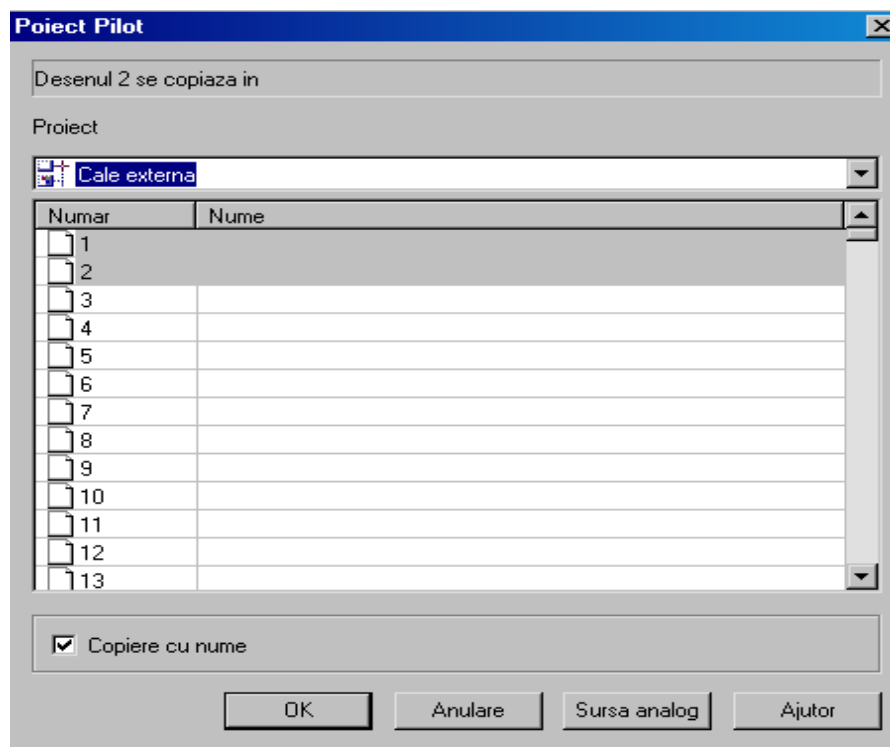 Poiect Pilot
Desenul 2 se copiaza in
Proiect
Cale externa
Numar Nume
1
2
3
4
5
6
7
8
9
10
11
12
13
Copiere cu nume
OK Anulare Sursa analog Ajutor